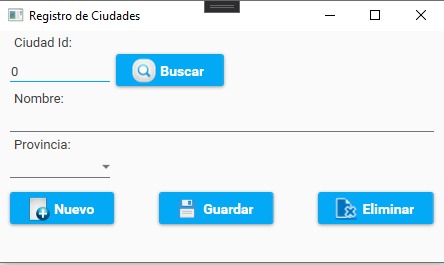 Registro de Ciudades
Ciudad Id:
0
Buscar
Nombre:
Provincia:
Nuevo
Guardar
Eliminar